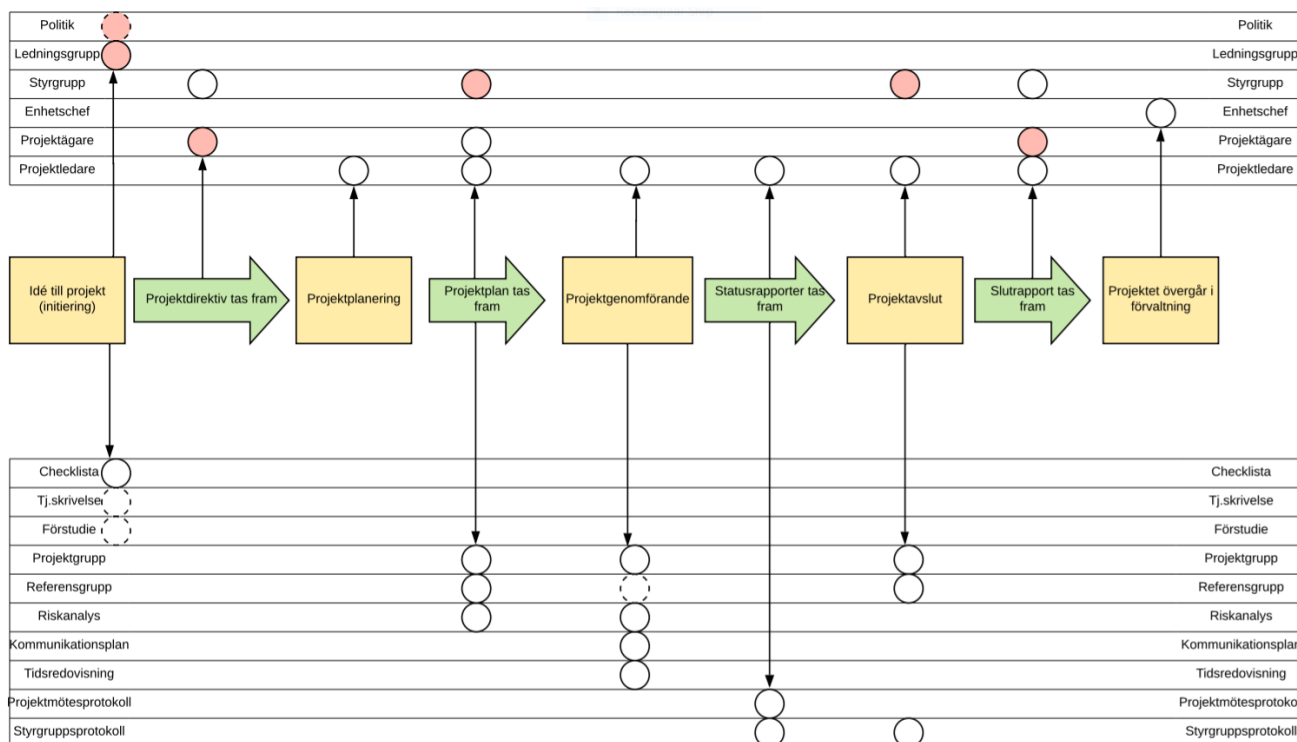 Politik
Politik
Ledningsgrupp
Ledningsgrupp
Styrgrupp
Styrgrupp
Enhetschef
Enhetschef
Projektägare
Projektägare
Projektledare
Projektledare
Idé till projekt
(initiering)
Projektdirektiv tas fram
Projektplanering
Projektplan tas
fram
Projektgenomförande
Statusrapporter tas
fram
Projektavslut
Slutrapport tas
fram
Projektet övergår i
förvaltning
Checklista
Checklista
Tj.skrivelse
Tj.skrivelse
Förstudie
Förstudie
Projektgrupp
Projektgrupp
Referensgrupp
Referensgrupp
Riskanalys
Riskanalys
Kommunikationsplan
Kommunikationsplan
Tidsredovisning
Tidsredovisning
Projektmötesprotokoll
Projektmötesprotoko
Styrgruppsprotokoll
Styrgruppsprotokoll